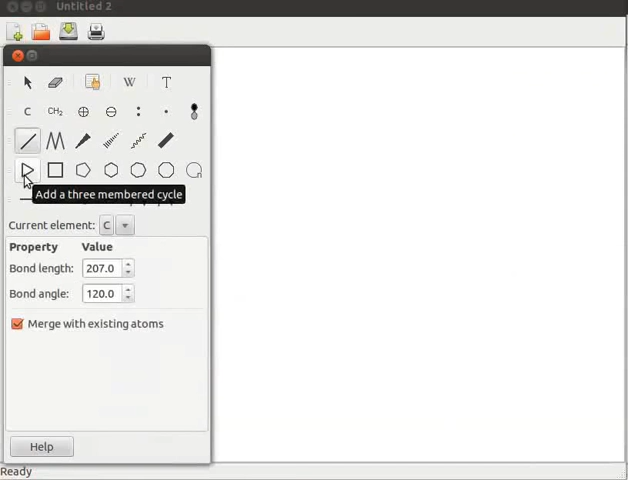 Untitled 2
W T
C CH₂
n
Add a three membered cycle
Current element: C
Property Value
Bond length: 207.0
Bond angle: 120.0
Merge with existing atoms
Help
Ready